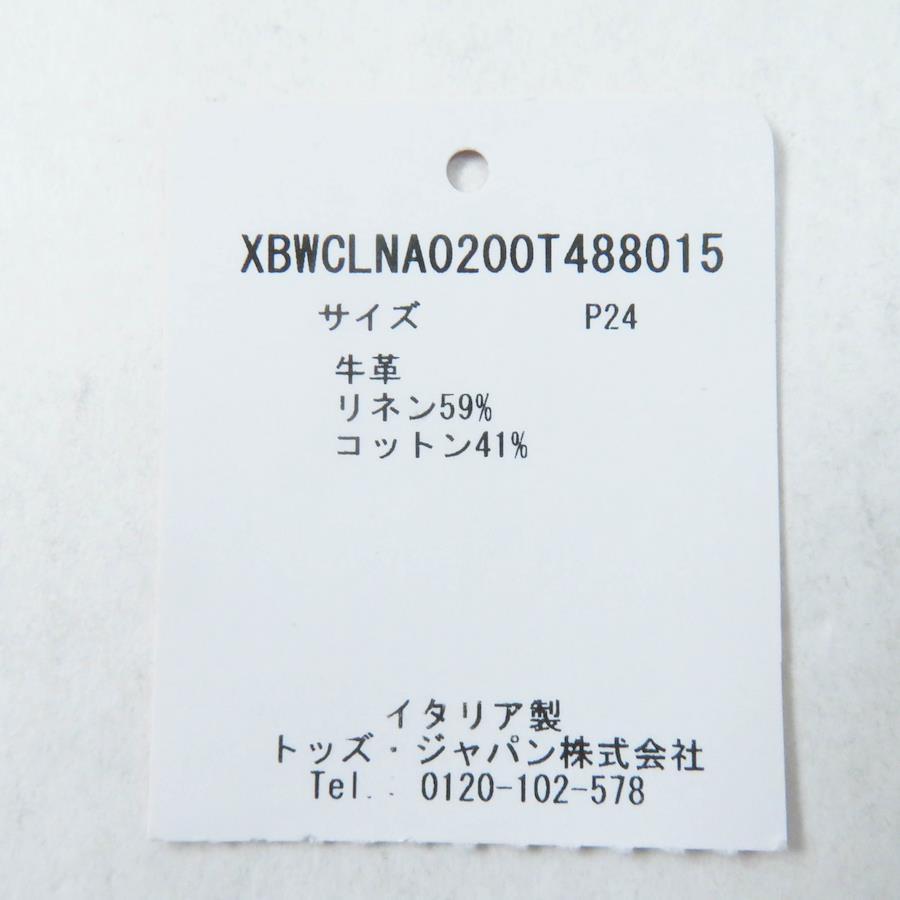 XBWCLNA0200T488015
サイズ P24
牛革
リネン59%
コットン41%
イタリア製
トッズ・ジャパン株式会社
Tel.. 0120-102-578